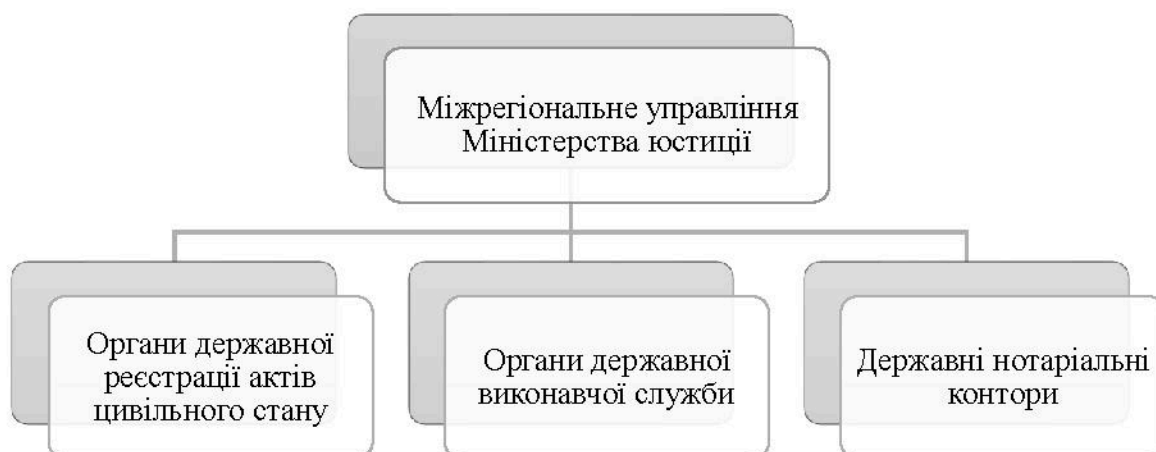 Міжрегіональне управління
Міністерства юстиції
Органи державної
реєстрації актів
цивільного стану
Органи державної
виконавчої служби
Державні нотаріальні
контори